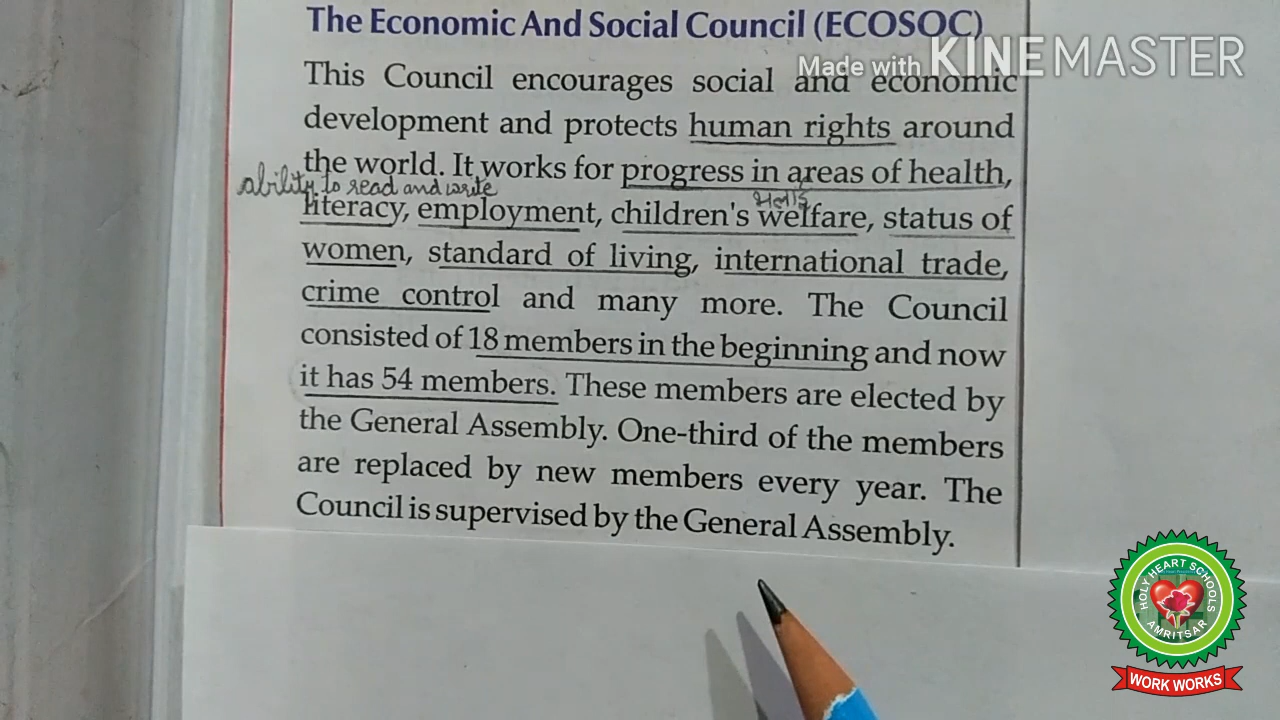 The Economic And Social Council (ECOSOC)
Made with KINEMASTER
This Council encourages social and economic
development and protects human rights around
the world. It works for progress in areas of health,
ability to read and write
ਭਲਾਈ
literacy, employment, children's welfare, status of
women, standard of living, international trade,
crime control and many more. The Council
consisted of 18 members in the beginning and now
it has 54 members. These members are elected by
the General Assembly. One-third of the members
are replaced by new members every year. The
Council is supervised by the General Assembly.
HOLY HEART SCHOOLS
AMRITSAR
WORK WORKS